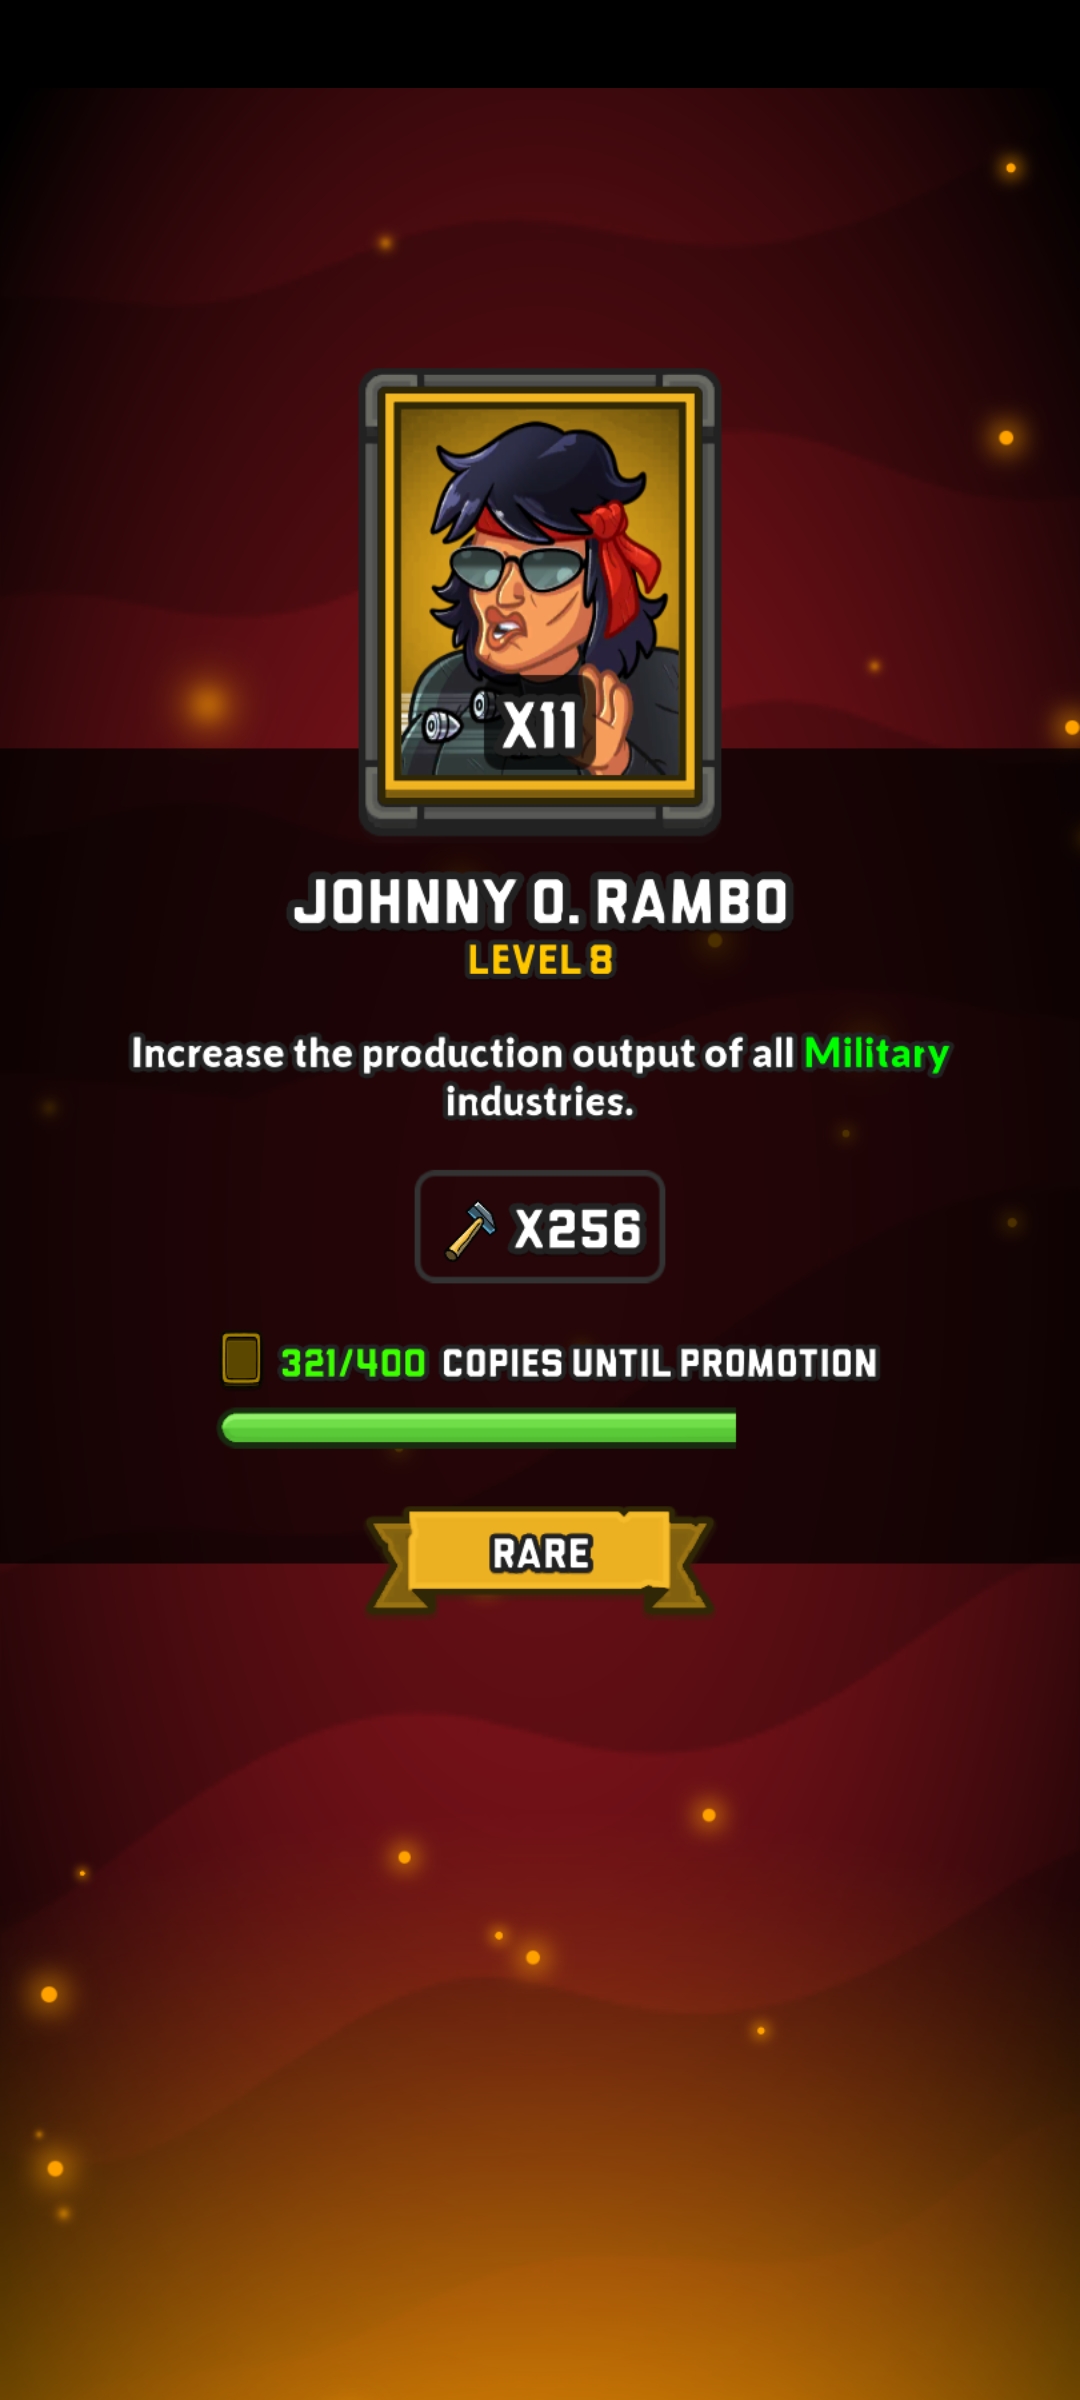 X11
JOHNNY O. RAMBO
LEVEL 8
Increase the production output of all Military
industries.
X256
321/400 COPIES UNTIL PROMOTION
RARE